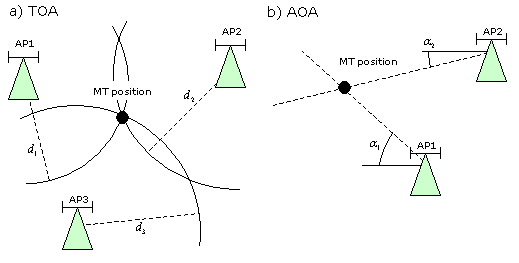 a) TOA
b) AOA
AP1
AP2
MT position
d₁
d₂
AP3
d₃
AP2
α₂
MT position
AP1
α₁